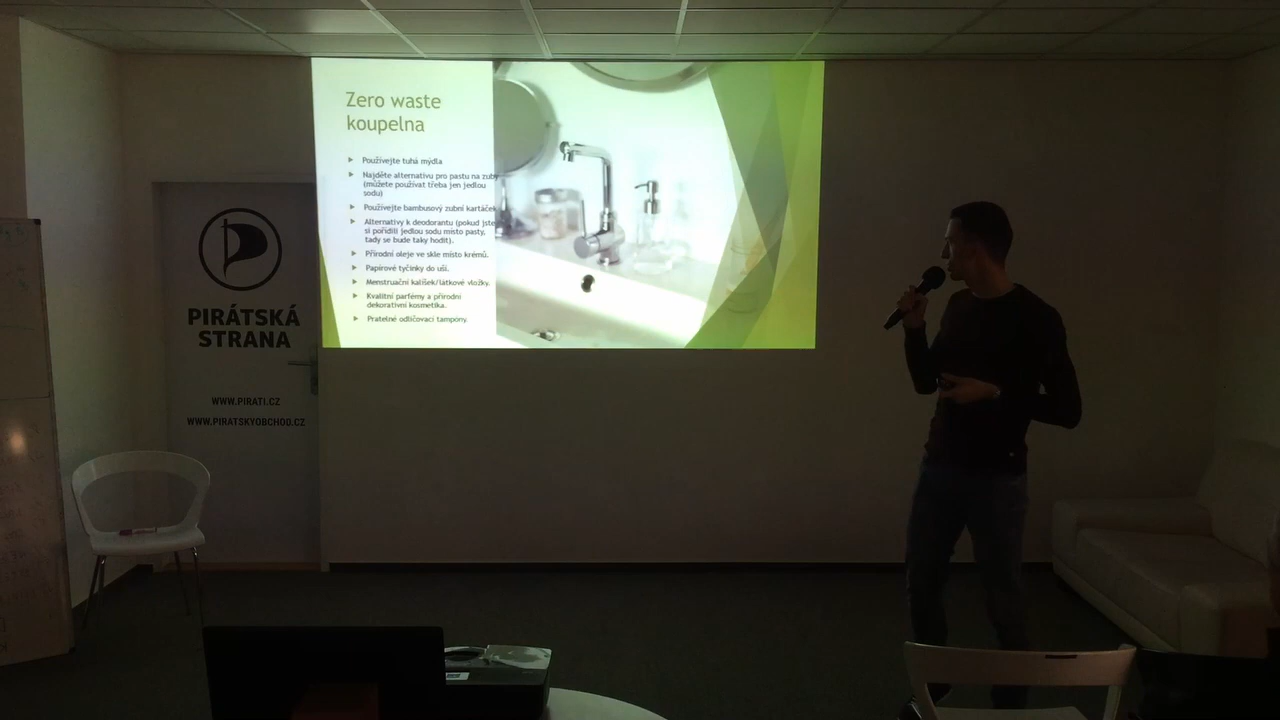 Zero waste
koupelna
Používejte tuhá mýdla
Najděte alternativu pro pastu na zuby
(můžete používat třeba jen jedlou
sodu)
Používejte bambusový zubní kartáček
Alternativy k deodorantu (pokud jste
si pořídili jedlou sodu místo pasty,
tady se bude taky hodit).
Přírodní oleje ve skle místo krémů.
Papírové tyčinky do uší.
Menstruační kalíšek/látkové vložky.
Kvalitní parfémy a přírodní
dekorativní kosmetika.
Pratelné odličovací tampony.
PIRÁTSKÁ
STRANA
WWW.PIRATI.CZ
WWW.PIRATSKYOBCHOD.CZ